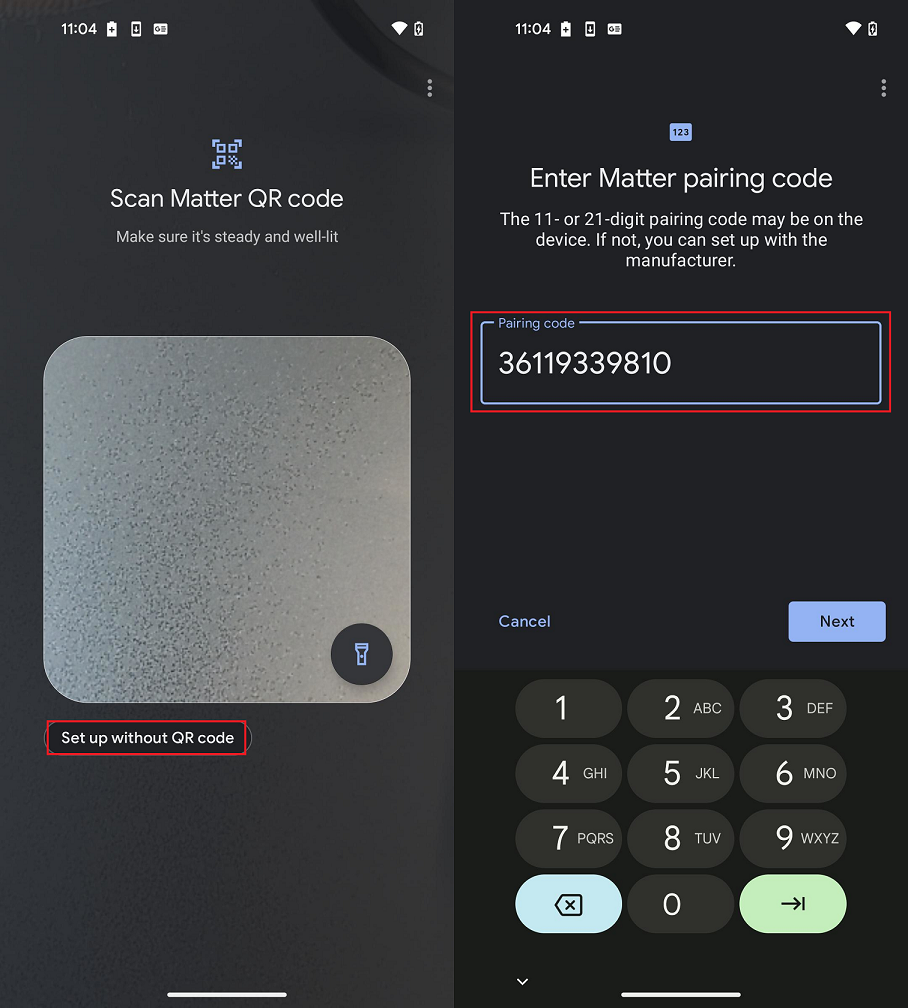 11:04
Scan Matter QR code
Make sure it's steady and well-lit
Set up without QR code
11:04
123
Enter Matter pairing code
The 11- or 21-digit pairing code may be on the
device. If not, you can set up with the
manufacturer.
Pairing code
36119339810
Cancel
Next
1
2 ABC
3 DEF
4 GHI
5 JKL
6 MNO
7 PQRS
8 TUV
9 WXYZ
0